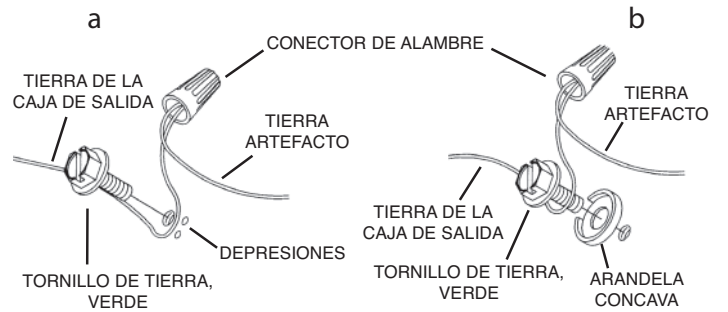 a
b
CONECTOR DE ALAMBRE
TIERRA DE LA
CAJA DE SALIDA
TIERRA
ARTEFACTO
DEPRESIONES
TORNILLO DE TIERRA,
VERDE
TIERRA
ARTEFACTO
TIERRA DE LA
CAJA DE SALIDA
TORNILLO DE TIERRA,
VERDE
ARANDELA
CONCAVA